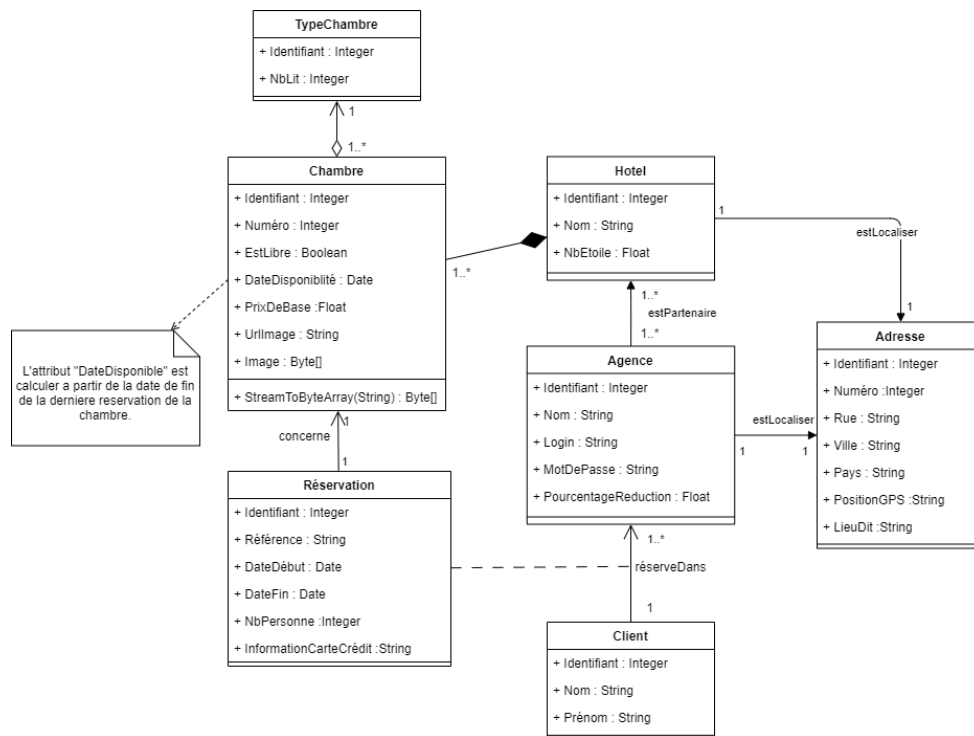 TypeChambre
+ Identifiant : Integer
+ NbLit : Integer
1
1..*
Chambre
+ Identifiant : Integer
+ Numéro : Integer
+ EstLibre : Boolean
+ DateDisponiblité : Date
+ PrixDeBase :Float
+ UrlImage : String
+ Image : Byte[]
+ StreamToByteArray(String) : Byte[]
1..*
Hotel
+ Identifiant : Integer
+ Nom : String
+ NbEtoile : Float
1
estLocaliser
1
1..*
estPartenaire
1..*
L'attribut "DateDisponible" est
calculer a partir de la date de fin
de la derniere reservation de la
chambre.
Agence
+ Identifiant : Integer
+ Nom : String
+ Login : String
+ MotDePasse : String
+ PourcentageReduction : Float
estLocaliser
1
1
Adresse
+ Identifiant : Integer
+ Numéro :Integer
+ Rue : String
+ Ville : String
+ Pays : String
+ PositionGPS :String
+ LieuDit :String
1
concerne
1
Réservation
+ Identifiant : Integer
+ Référence : String
+ DateDébut : Date
+ DateFin : Date
+ NbPersonne :Integer
+ InformationCarteCrédit :String
1..*
réserveDans
1
Client
+ Identifiant : Integer
+ Nom : String
+ Prénom : String